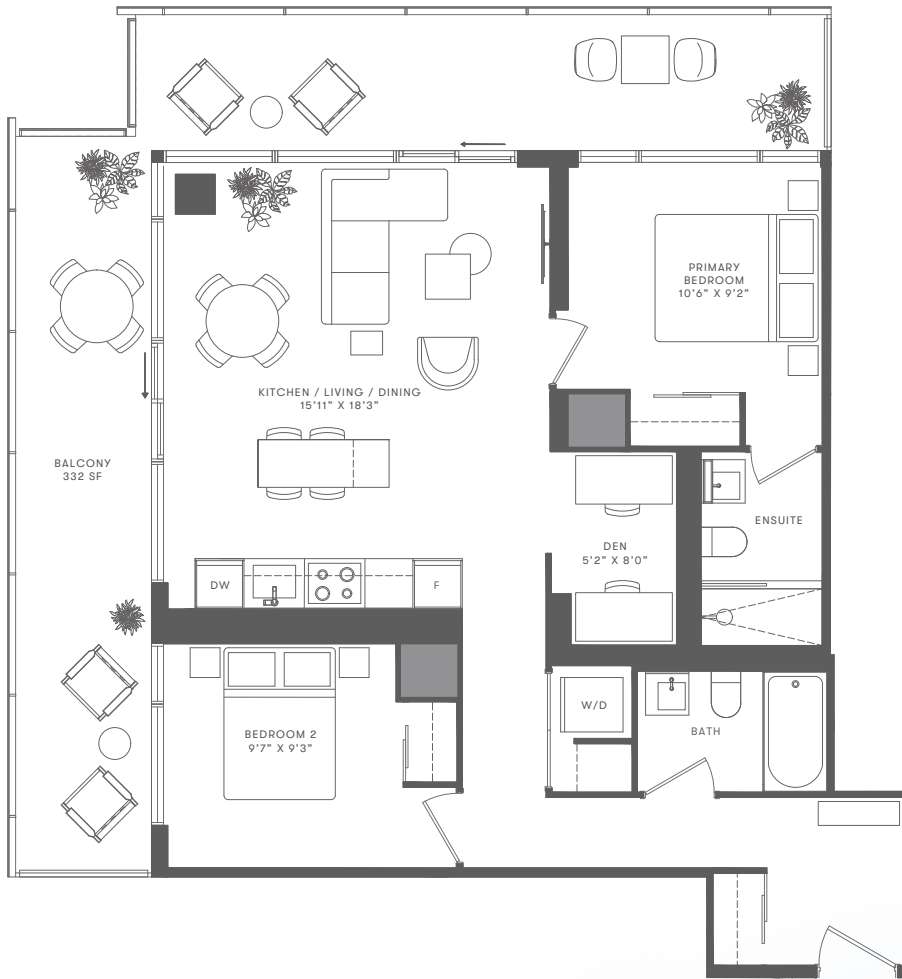 PRIMARY
BEDROOM
10'6" X 9'2"
KITCHEN / LIVING / DINING
15'11" X 18'3"
BALCONY
332 SF
ENSUITE
DEN
5'2" X 8'0"
DW
F
W/D
BATH
BEDROOM 2
9'7" X 9'3"